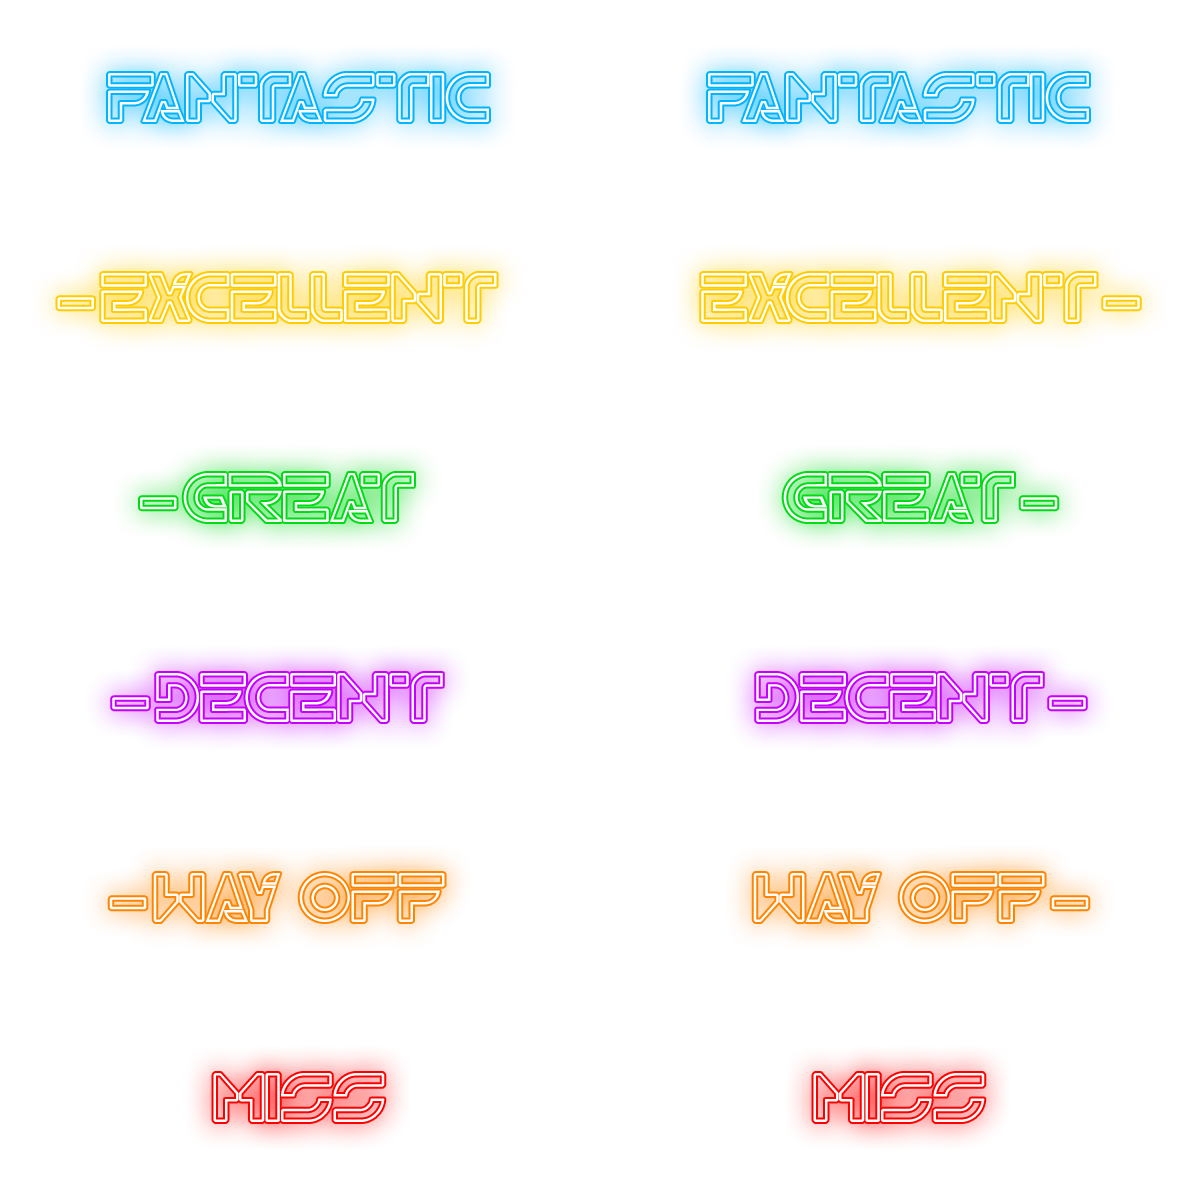 FANTASTIC FANTASTIC
-EXCELLENT EXCELLENT-
-GREAT GREAT-
-DECENT DECENT-
-WAY OFF WAY OFF-
MISS MISS